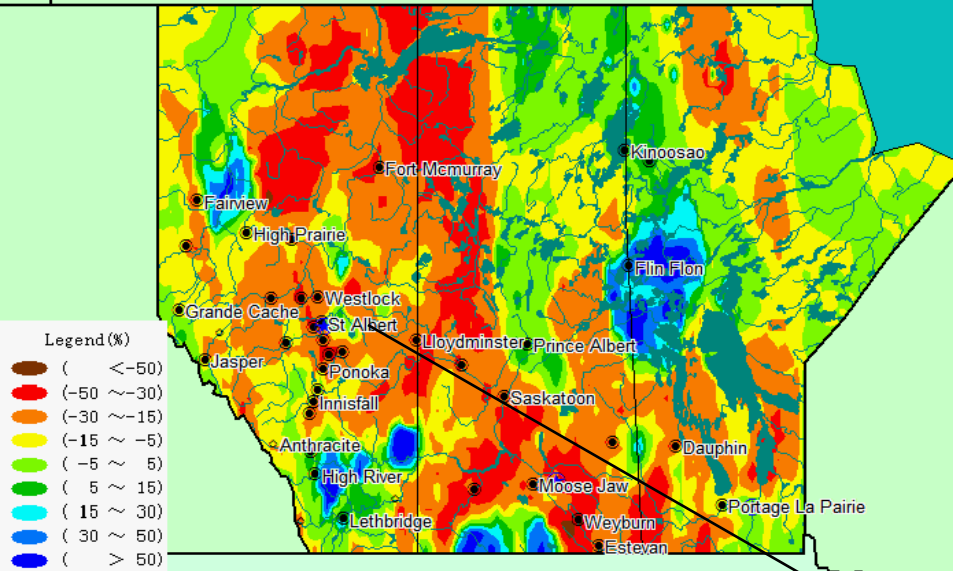 Kinoosao
Fort Mcmurray
Fairview
High Prairie
Flin Flon
Westlock
Grande Cache
St Albert
Lloydminster
Prince Albert
Jasper
Ponoka
Saskatoon
Innisfall
Anthracite
Dauphin
High River
Moose Jaw
Portage La Pairie
Lethbridge
Weyburn
Estevan
Legend(%)
( <-50)
(-50 ~-30)
(-30 ~-15)
(-15 ~ -5)
( -5 ~ 5)
( 5 ~ 15)
( 15 ~ 30)
( 30 ~ 50)
( > 50)